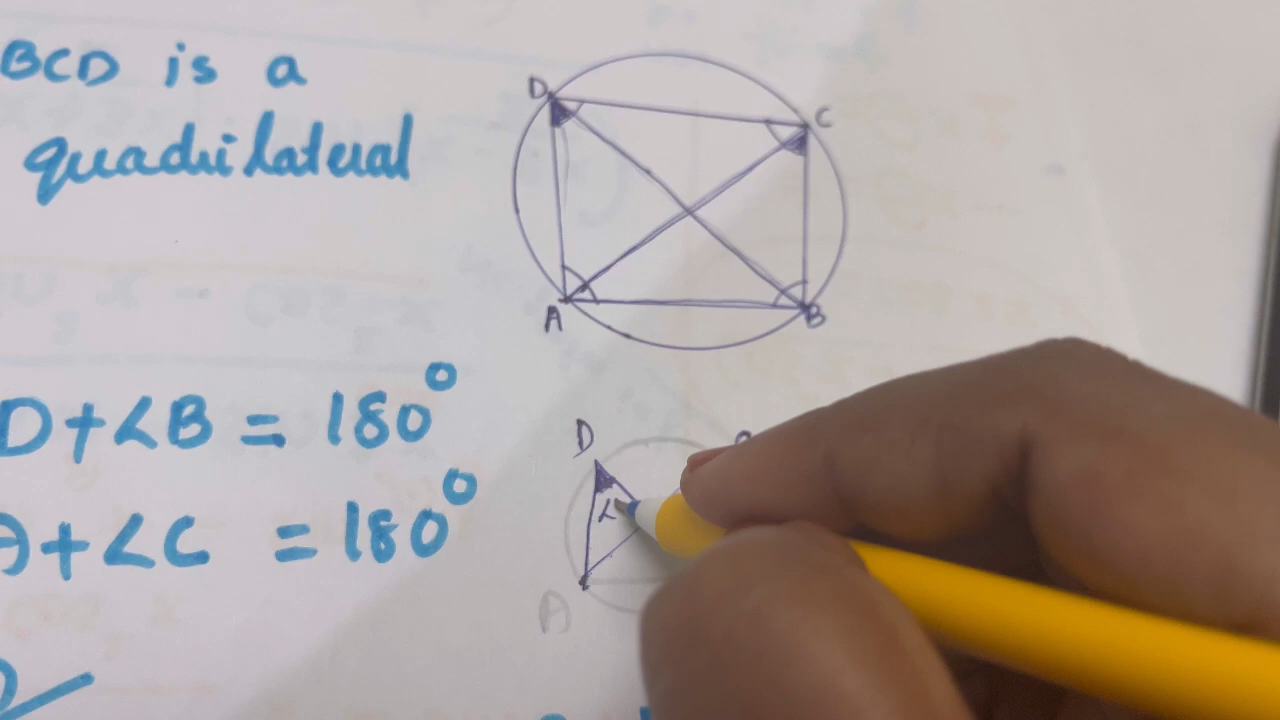 BCD is a
quadrilateral
D C
A B
D+∠B = 180°
+∠C = 180°
D
∠
A